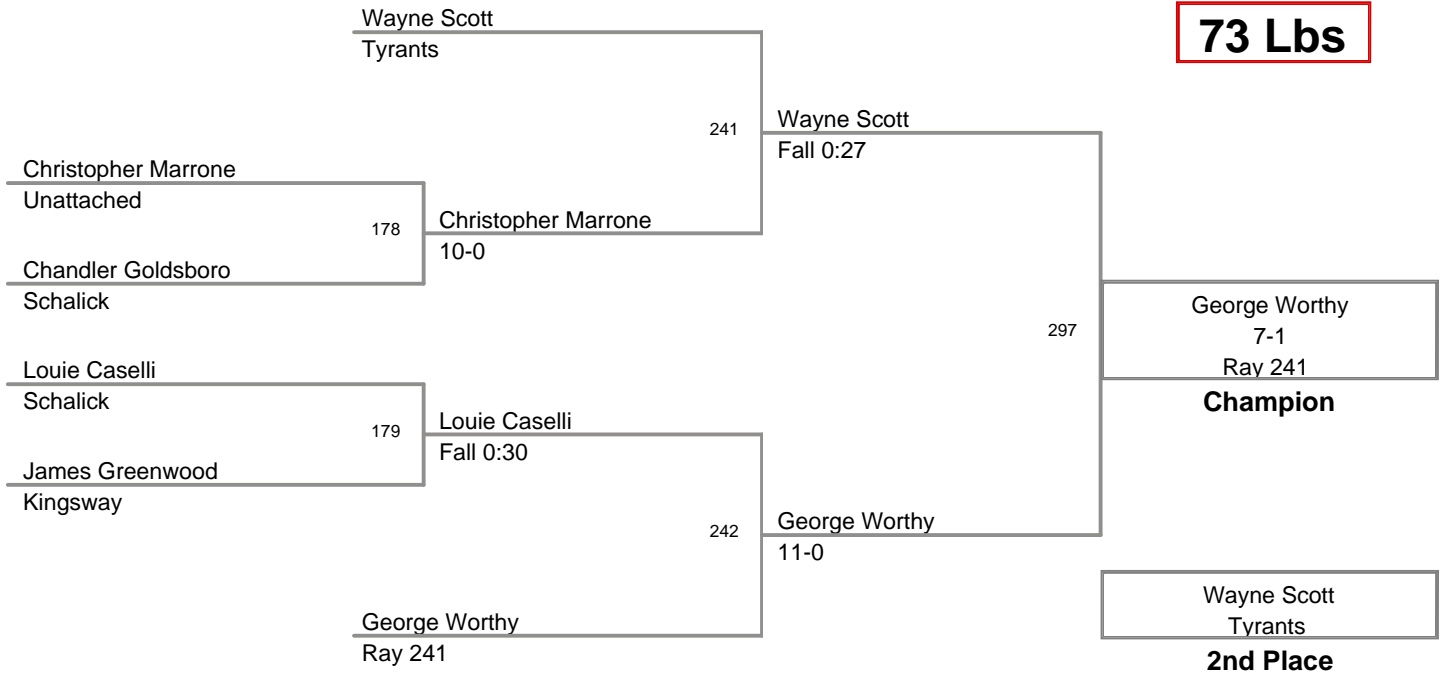 Wayne Scott
Tyrants
73 Lbs
241
Wayne Scott
Fall 0:27
Christopher Marrone
Unattached
178
Christopher Marrone
10-0
Chandler Goldsboro
Schalick
George Worthy
7-1
Ray 241
Champion
297
Louie Caselli
Schalick
179
Louie Caselli
Fall 0:30
James Greenwood
Kingsway
242
George Worthy
11-0
George Worthy
Ray 241
Wayne Scott
Tyrants
2nd Place